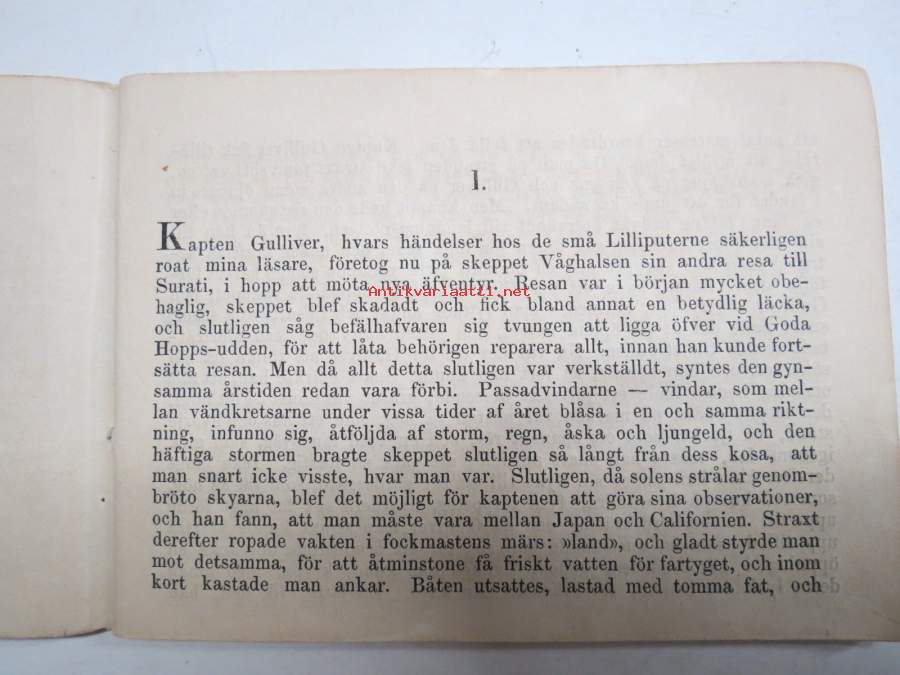 I.
Kapten Gulliver, hvars händelser hos de små Lilliputerne säkerligen
roat mina läsare, företog nu på skeppet Våghalsen sin andra resa till
Surati, i hopp att möta nya äfventyr. Resan var i början mycket obe-
Antikvariaatti.net
haglig, skeppet blef skadadt och fick bland annat en betydlig läcka,
och slutligen såg befälhafvaren sig tvungen att ligga öfver vid Goda
Hopps-udden, för att låta behörigen reparera allt, innan han kunde fort-
sätta resan. Men då allt detta slutligen var verkställdt, syntes den gyn-
samma årstiden redan vara förbi. Passadvindarne — vindar, som mel-
lan vändkretsarne under vissa tider af året blåsa i en och samma rikt-
ning, infunno sig, åtföljda af storm, regn, åska och ljungeld, och den
häftiga stormen bragte skeppet slutligen så långt från dess kosa, att
man snart icke visste, hvar man var. Slutligen, då solens strålar genom-
bröto skyarna, blef det möjligt för kaptenen att göra sina observationer,
och han fann, att man måste vara mellan Japan och Californien. Straxt
derefter ropade vakten i fockmastens märs: »land», och gladt styrde man
mot detsamma, för att åtminstone få friskt vatten för fartyget, och inom
kort kastade man ankar. Båten utsattes, lastad med tomma fat, och